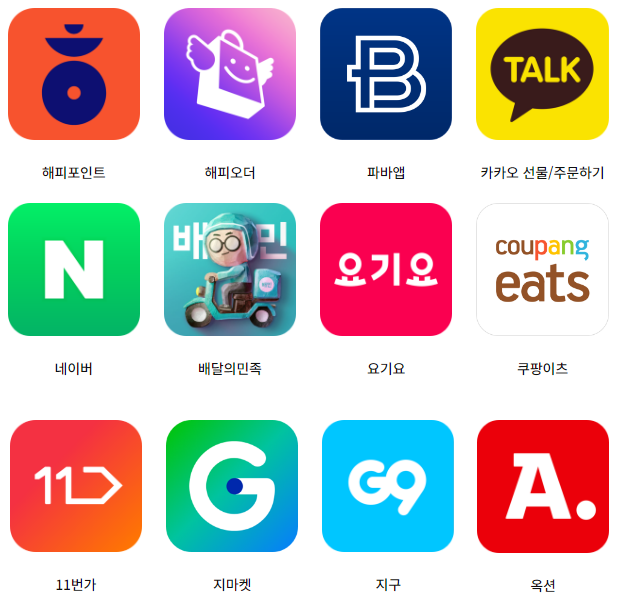 해피포인트
해피오더
B
파바앱
TALK
카카오 선물/주문하기
N
네이버
배 민
배달의민족
요기요
요기요
coupang
eats
쿠팡이츠
11
11번가
G
지마켓
G9
지구
A.
옥션